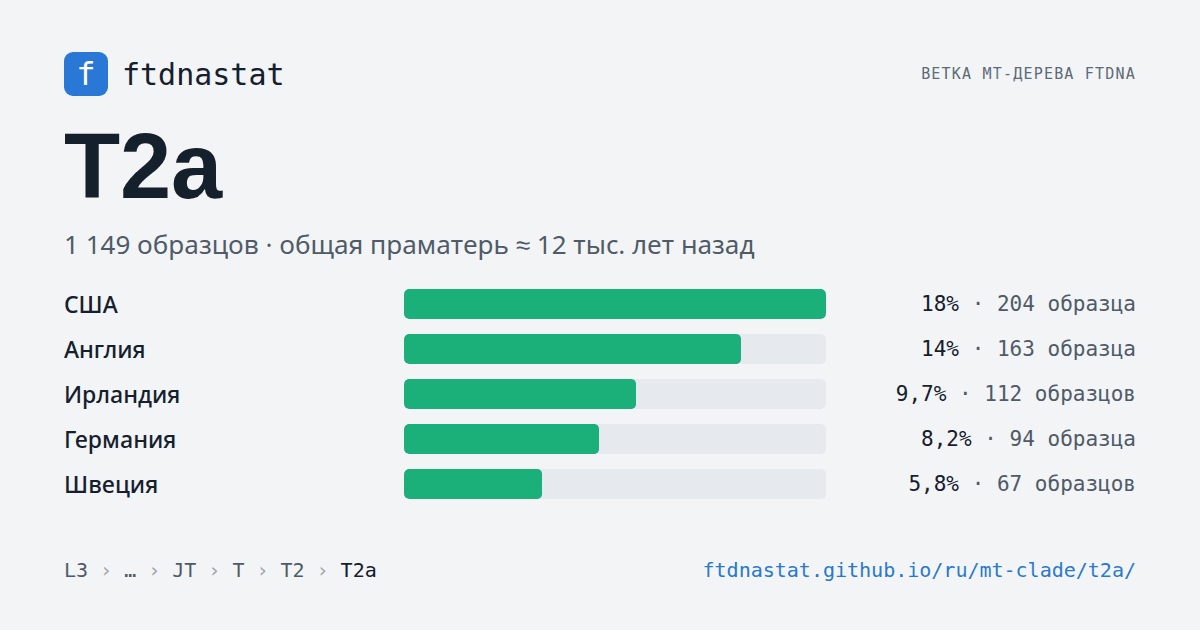 f ftdnastat
ВЕТКА МТ-ДЕРЕВА FTDNA
T2a
1 149 образцов · общая праматерь ≈ 12 тыс. лет назад
США 18% · 204 образца
Англия 14% · 163 образца
Ирландия 9,7% · 112 образцов
Германия 8,2% · 94 образца
Швеция 5,8% · 67 образцов
L3 › … › JT › T › T2 › T2a
ftdnastat.github.io/ru/mt-clade/t2a/